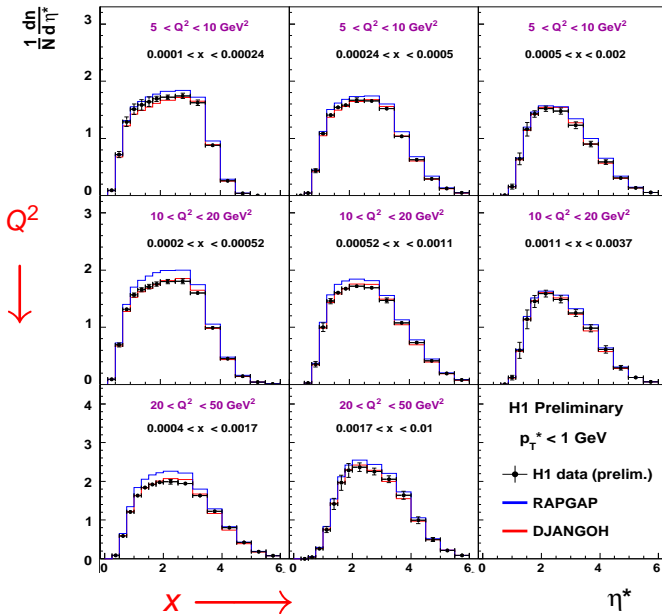 1/N dn/dη*
5 < Q² < 10 GeV²
0.0001 < x < 0.00024
5 < Q² < 10 GeV²
0.00024 < x < 0.0005
5 < Q² < 10 GeV²
0.0005 < x < 0.002
3
2
1
0
Q²
10 < Q² < 20 GeV²
0.0002 < x < 0.00052
10 < Q² < 20 GeV²
0.00052 < x < 0.0011
10 < Q² < 20 GeV²
0.0011 < x < 0.0037
3
2
1
0
20 < Q² < 50 GeV²
0.0004 < x < 0.0017
20 < Q² < 50 GeV²
0.0017 < x < 0.01
4
3
2
1
0
H1 Preliminary
p_T* < 1 GeV
H1 data (prelim.)
RAPGAP
DJANGOH
0 2 4 6 0 2 4 6 0 2 4 6
x
η*